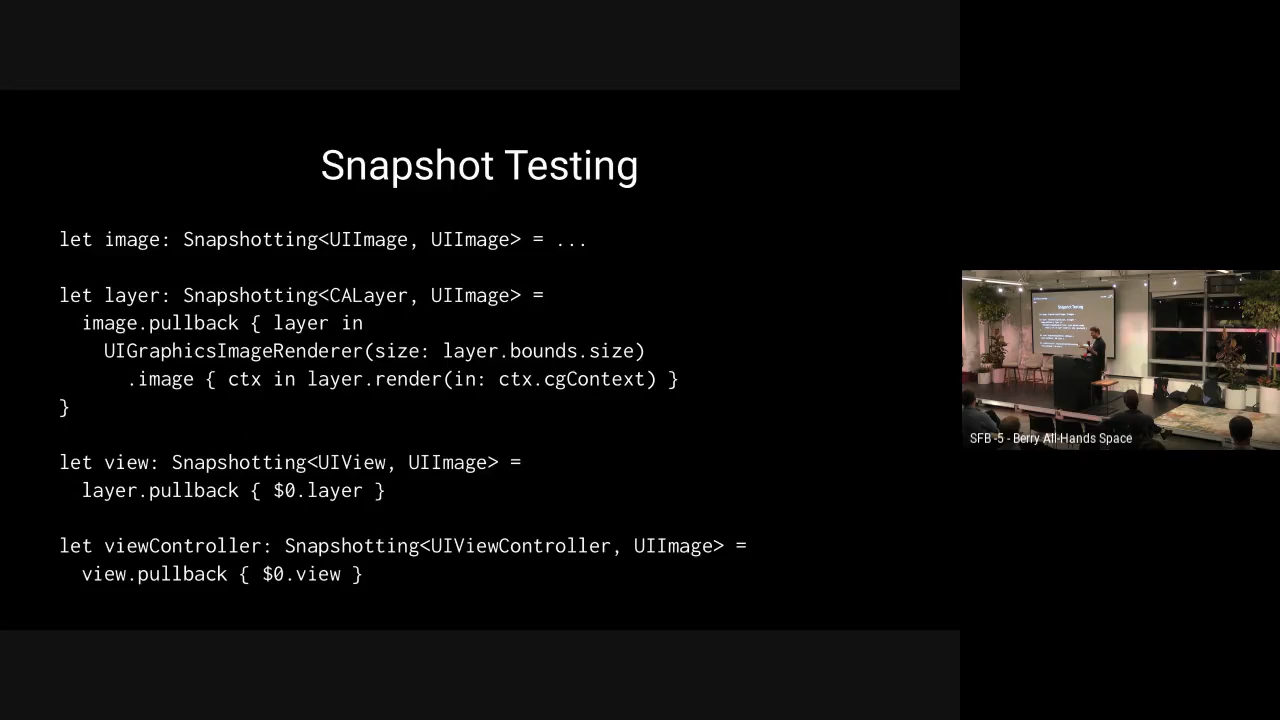 Snapshot Testing
let image: Snapshotting<UIImage, UIImage> = ...
let layer: Snapshotting<CALayer, UIImage> =
  image.pullback { layer in
    UIGraphicsImageRenderer(size: layer.bounds.size)
      .image { ctx in layer.render(in: ctx.cgContext) }
}
let view: Snapshotting<UIView, UIImage> =
  layer.pullback { $0.layer }
let viewController: Snapshotting<UIViewController, UIImage> =
  view.pullback { $0.view }
Snapshot Testing
SFB -5 - Berry All-Hands Space